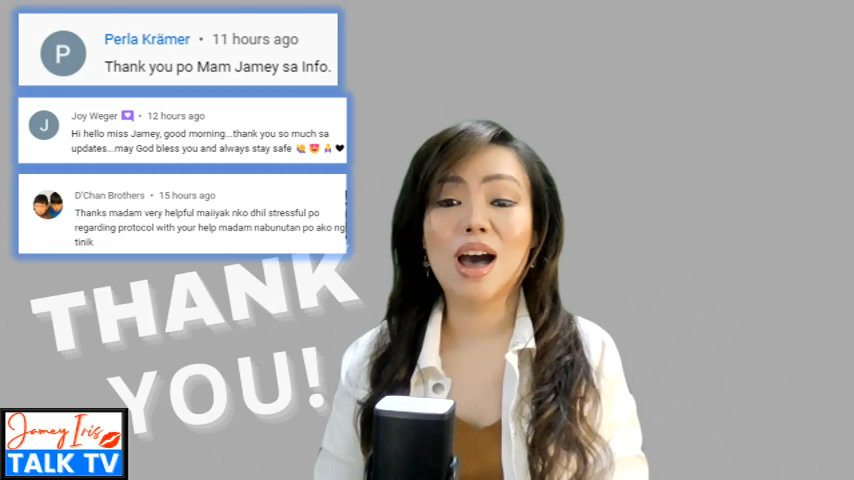 P
Perla Krämer • 11 hours ago
Thank you po Mam Jamey sa Info.
J
Joy Weger • 12 hours ago
Hi hello miss Jamey, good morning...thank you so much sa
updates...may God bless you and always stay safe
D'Chan Brothers • 15 hours ago
Thanks madam very helpful maiiyak nko dhil stressful po
regarding protocol with your help madam nabunutan po ako ng
tinik
THANK
YOU!
Jamey Iris
TALK TV